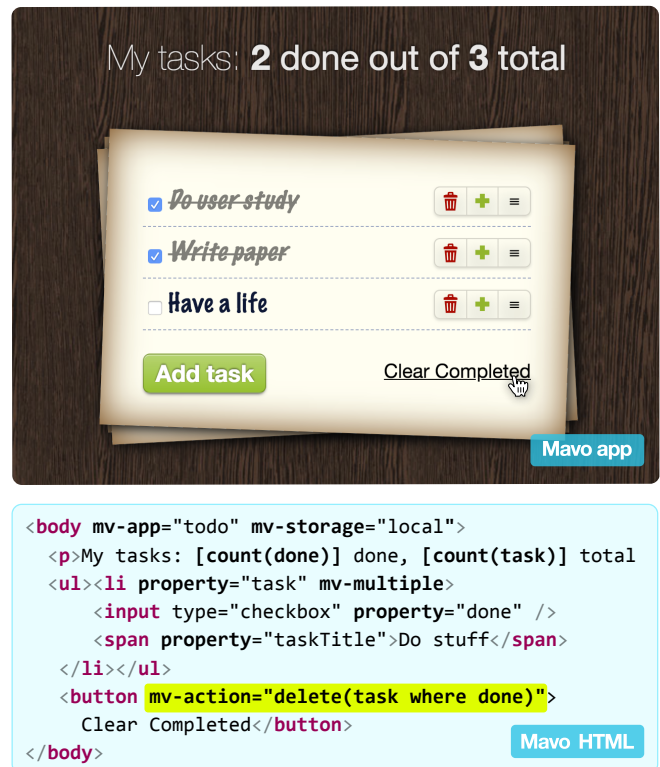 My tasks: 2 done out of 3 total
Do user study
Write paper
Have a life
Add task
Clear Completed
Mavo app
<body mv-app="todo" mv-storage="local">
<p>My tasks: [count(done)] done, [count(task)] total
<ul><li property="task" mv-multiple>
<input type="checkbox" property="done" />
<span property="taskTitle">Do stuff</span>
</li></ul>
<button mv-action="delete(task where done)">
Clear Completed</button>
Mavo HTML
</body>